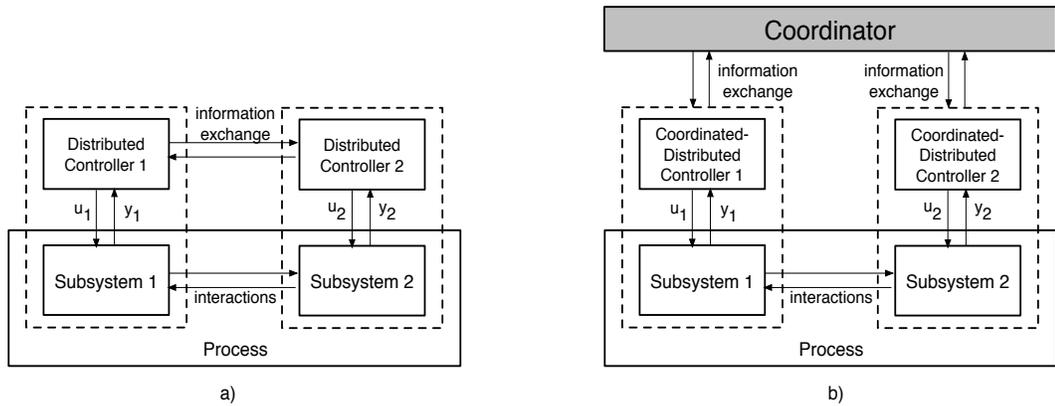 information
exchange
Distributed
Controller 1
Distributed
Controller 2
u1
y1
u2
y2
Subsystem 1
Subsystem 2
interactions
Process
a)
Coordinator
information
exchange
information
exchange
Coordinated-
Distributed
Controller 1
Coordinated-
Distributed
Controller 2
u1
y1
u2
y2
Subsystem 1
Subsystem 2
interactions
Process
b)